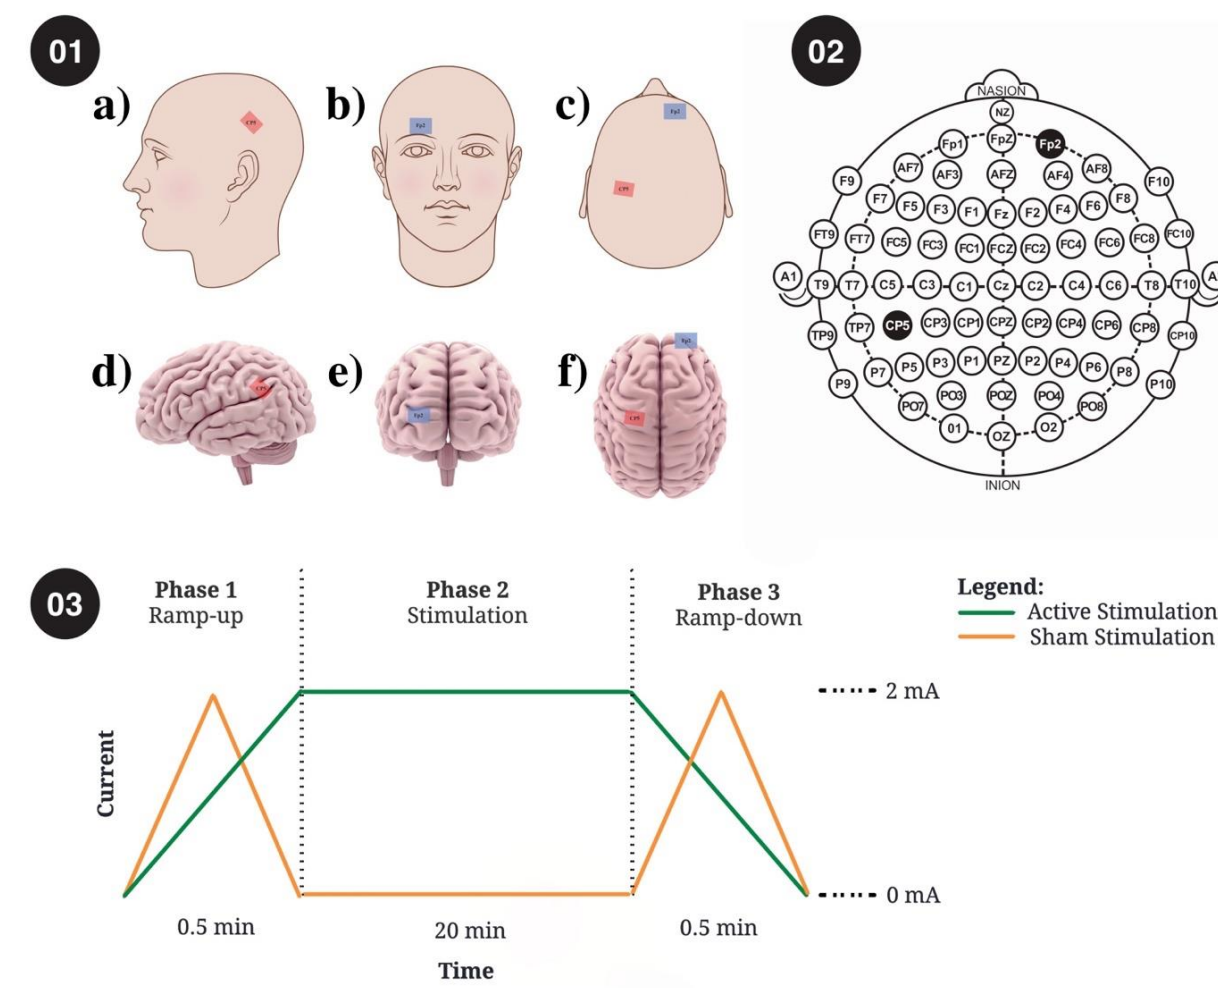 01
a)
b)
c)
CP5
Fp2
Fp2
CP5
d)
e)
f)
CP5
Fp2
Fp2
CP5
02
NASION
NZ
Fp1 FpZ Fp2
AF7 AF3 AFZ AF4 AF8
F9 F10
F7 F5 F3 F1 Fz F2 F4 F6 F8
FT9 FT7 FC5 FC3 FC1 FCZ FC2 FC4 FC6 FC8 FC10
A1 T9 T7 C5 C3 C1 Cz C2 C4 C6 T8 T10 A
TP9 TP7 CP5 CP3 CP1 CPZ CP2 CP4 CP6 CP8 CP10
P9 P7 P5 P3 P1 PZ P2 P4 P6 P8 P10
PO7 PO3 POZ PO4 PO8
01 OZ O2
INION
03
Phase 1
Ramp-up
Phase 2
Stimulation
Phase 3
Ramp-down
Legend:
Active Stimulation
Sham Stimulation
2 mA
Current
0 mA
0.5 min
20 min
0.5 min
Time